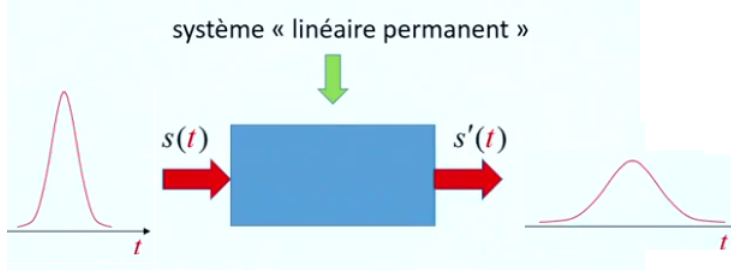 système « linéaire permanent »
s(t)
s'(t)
t
t